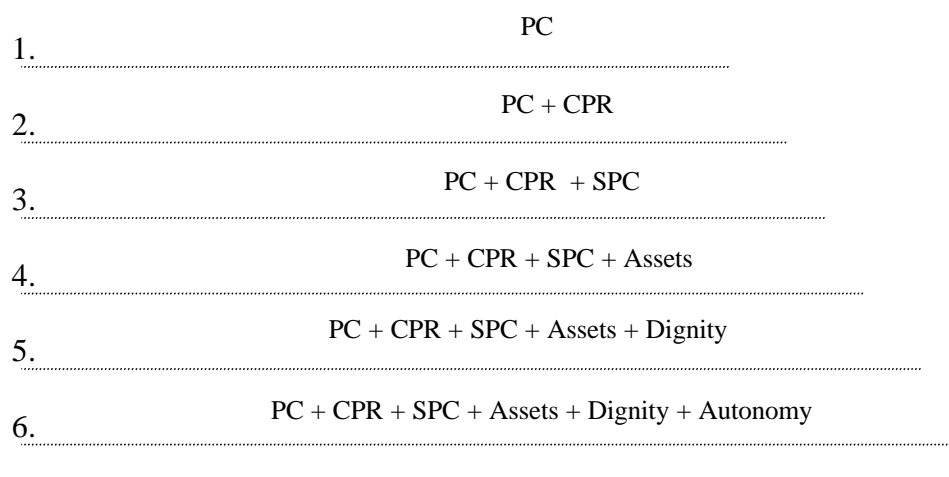 PC
1.
PC + CPR
2.
PC + CPR + SPC
3.
PC + CPR + SPC + Assets
4.
PC + CPR + SPC + Assets + Dignity
5.
PC + CPR + SPC + Assets + Dignity + Autonomy
6.